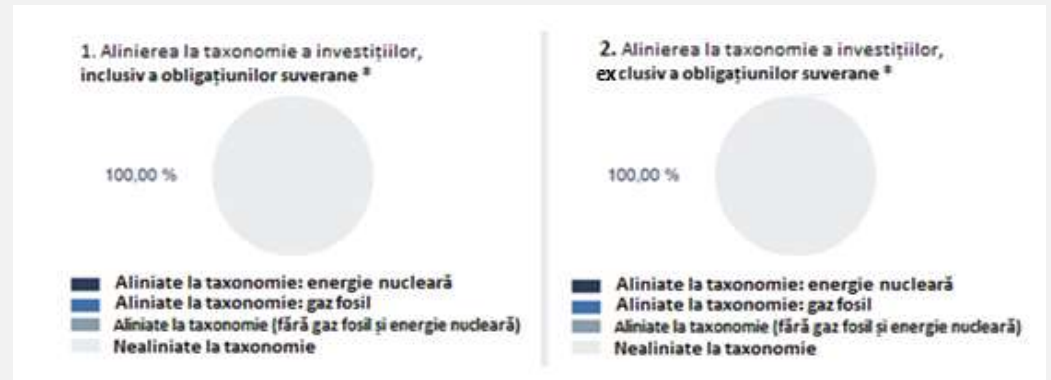 1. Alinierea la taxonomie a investițiilor,
inclusiv a obligațiunilor suverane *
100,00 %
Aliniate la taxonomie: energie nucleară
Aliniate la taxonomie: gaz fosil
Aliniate la taxonomie (fără gaz fosil și energie nucleară)
Nealiniate la taxonomie
2. Alinierea la taxonomie a investițiilor,
exclusiv a obligațiunilor suverane *
100,00 %
Aliniate la taxonomie: energie nucleară
Aliniate la taxonomie: gaz fosil
Aliniate la taxonomie (fără gaz fosil și energie nucleară)
Nealiniate la taxonomie